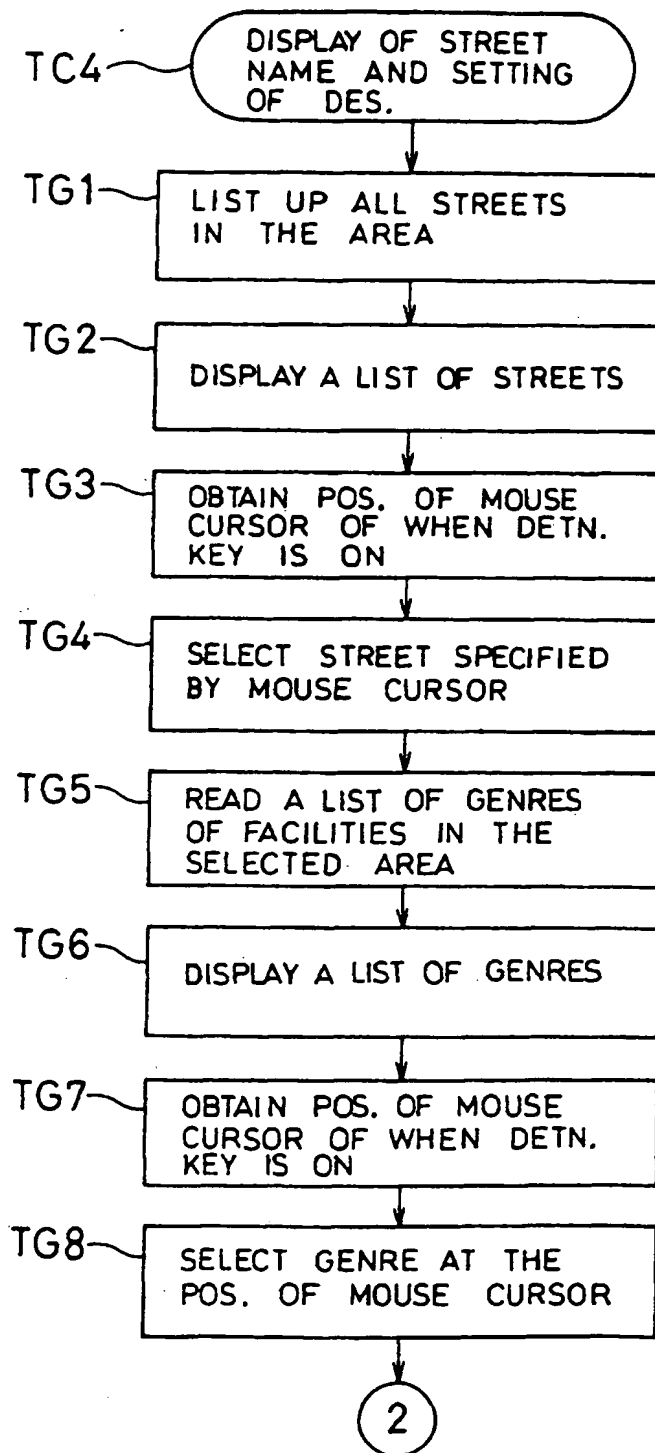 TC4
DISPLAY OF STREET
NAME AND SETTING
OF DES.
TG1
LIST UP ALL STREETS
IN THE AREA
TG2
DISPLAY A LIST OF STREETS
TG3
OBTAIN POS. OF MOUSE
CURSOR OF WHEN DETN.
KEY IS ON
TG4
SELECT STREET SPECIFIED
BY MOUSE CURSOR
TG5
READ A LIST OF GENRES
OF FACILITIES IN THE
SELECTED AREA
TG6
DISPLAY A LIST OF GENRES
TG7
OBTAIN POS. OF MOUSE
CURSOR OF WHEN DETN.
KEY IS ON
TG8
SELECT GENRE AT THE
POS. OF MOUSE CURSOR
2